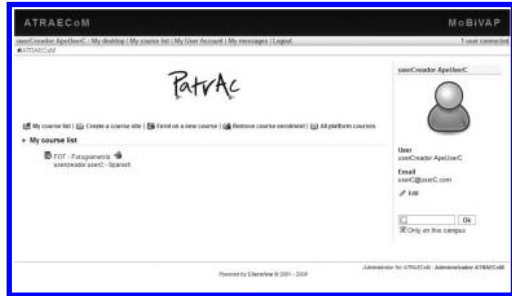 ATRAECoM MoBiVAP
userCreador ApeUserC : My desktop | My course list | My User Account | My messages | Logout 1 user connected
ATRAECoM
PatrAc
My course list | Create a course site | Enrol on a new course | Remove course enrolment | All platform courses
My course list
FOT - Fotogrametria
usercreador userC - Spanish
userCreador ApeUserC
User
userCreador ApeUserC
Email
userC@userC.com
Edit
Ok
Only on this campus
Powered by Claroline © 2001 - 2008
Administrator for ATRAECoM : Administrador ATRAECoM